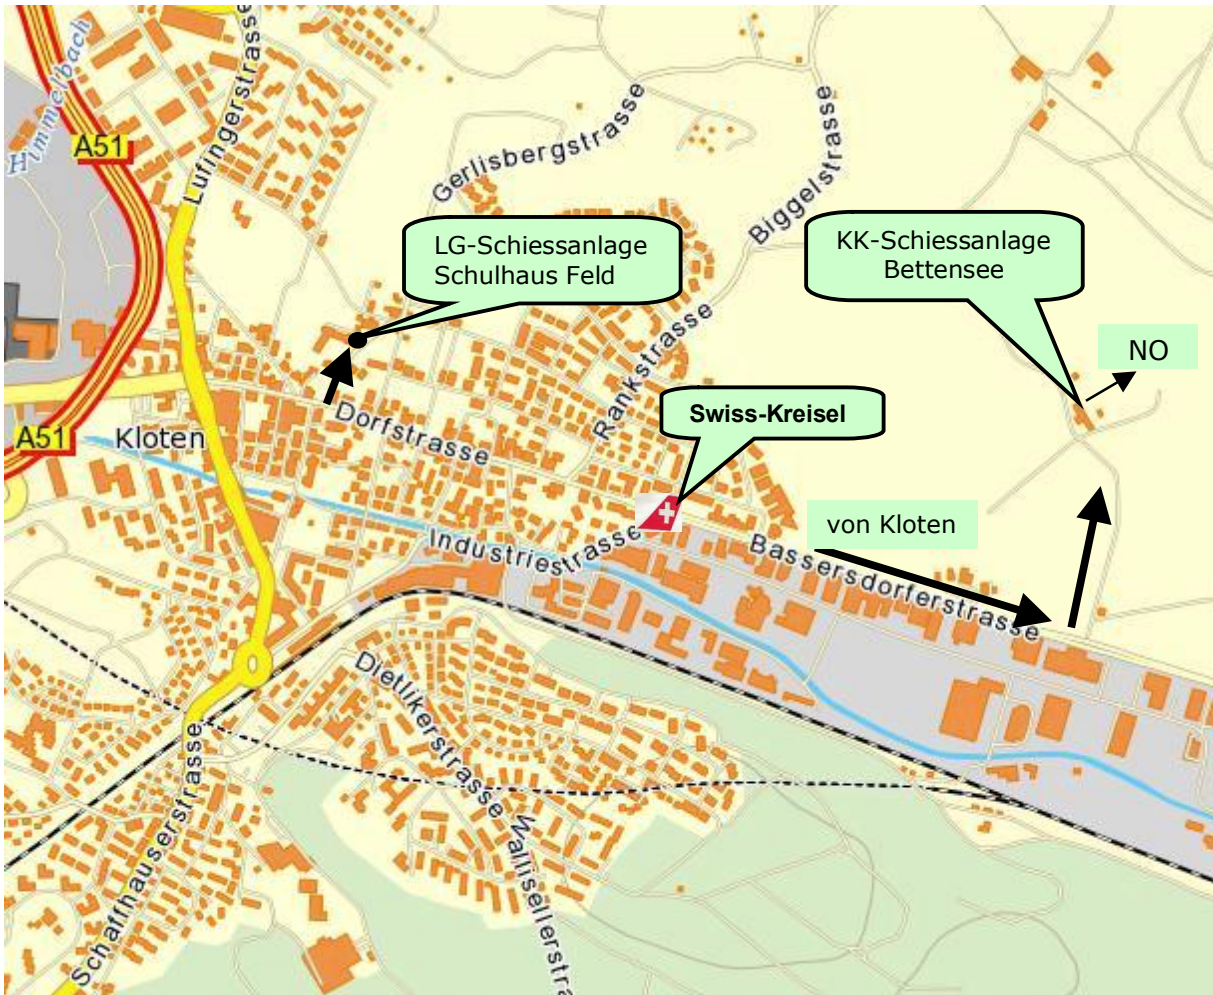 Himmelbach
A51
Lufingerstrasse
Gerlisbergstrasse
Biggelstrasse
LG-Schiessanlage
Schulhaus Feld
KK-Schiessanlage
Bettensee
NO
Rankstrasse
Swiss-Kreisel
Dorfstrasse
A51
Kloten
von Kloten
Industriestrasse
Bassersdorferstrasse
Dietlikerstrasse
Schaffhauserstrasse
Wallisellerstra